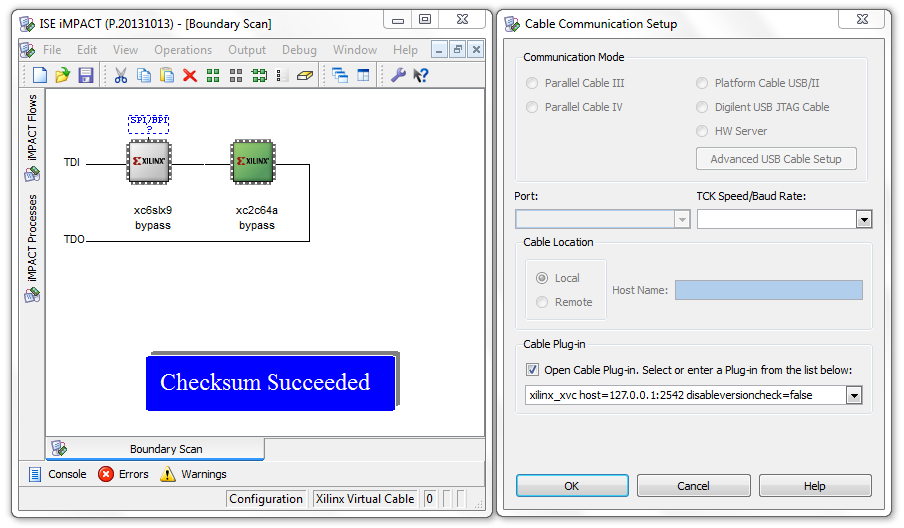 ISE iMPACT (P.20131013) - [Boundary Scan]
File Edit View Operations Output Debug Window Help
iMPACT Flows
iMPACT Processes
SPI/BPI
?
TDI
XILINX
XILINX
xc6slx9
bypass
xc2c64a
bypass
TDO
Checksum Succeeded
Boundary Scan
Console Errors Warnings
Configuration Xilinx Virtual Cable 0
Cable Communication Setup
Communication Mode
Parallel Cable III
Platform Cable USB/II
Parallel Cable IV
Digilent USB JTAG Cable
HW Server
Advanced USB Cable Setup
Port:
TCK Speed/Baud Rate:
Cable Location
Local
Remote
Host Name:
Cable Plug-in
Open Cable Plug-in. Select or enter a Plug-in from the list below:
xilinx_xvc host=127.0.0.1:2542 disableversioncheck=false
OK Cancel Help